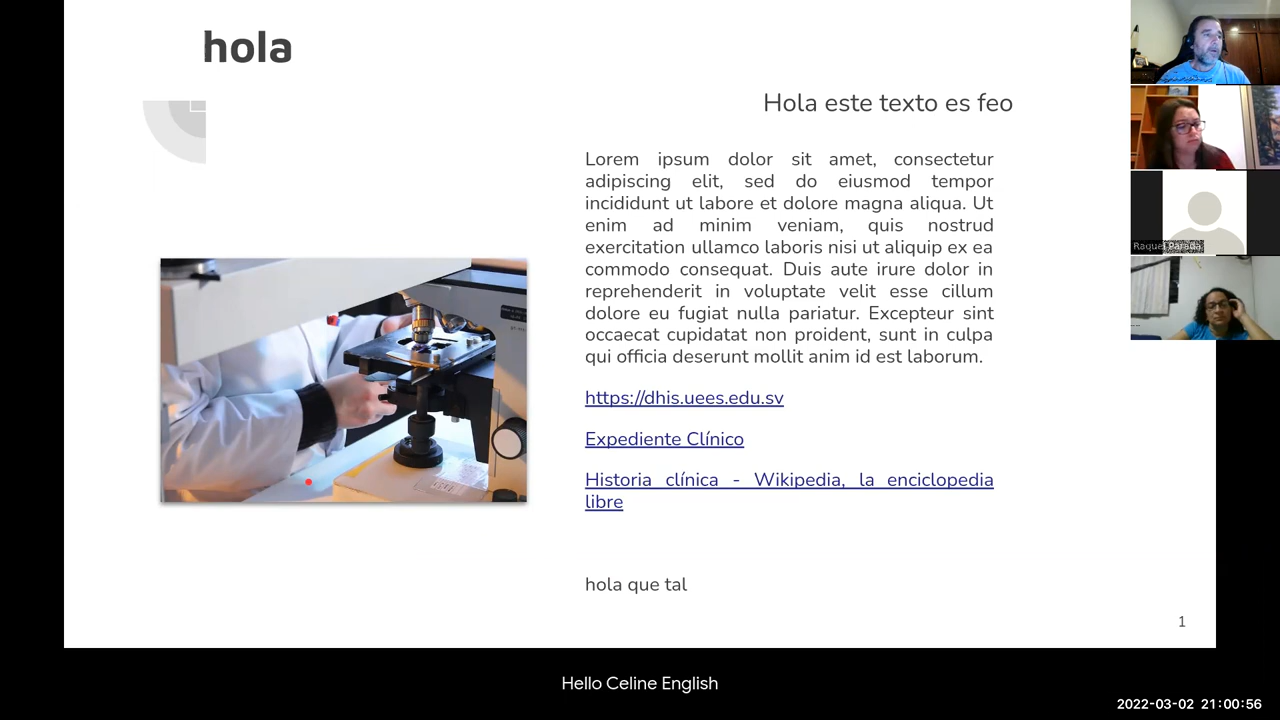 hola
Hola este texto es feo
Lorem ipsum dolor sit amet, consectetur
adipiscing elit, sed do eiusmod tempor
incididunt ut labore et dolore magna aliqua. Ut
enim ad minim veniam, quis nostrud
exercitation ullamco laboris nisi ut aliquip ex ea
commodo consequat. Duis aute irure dolor in
reprehenderit in voluptate velit esse cillum
dolore eu fugiat nulla pariatur. Excepteur sint
occaecat cupidatat non proident, sunt in culpa
qui officia deserunt mollit anim id est laborum.
https://dhis.uees.edu.sv
Expediente Clínico
Historia clínica - Wikipedia, la enciclopedia
libre
hola que tal
1
Raquel Parada
Hello Celine English
2022-03-02 21:00:56